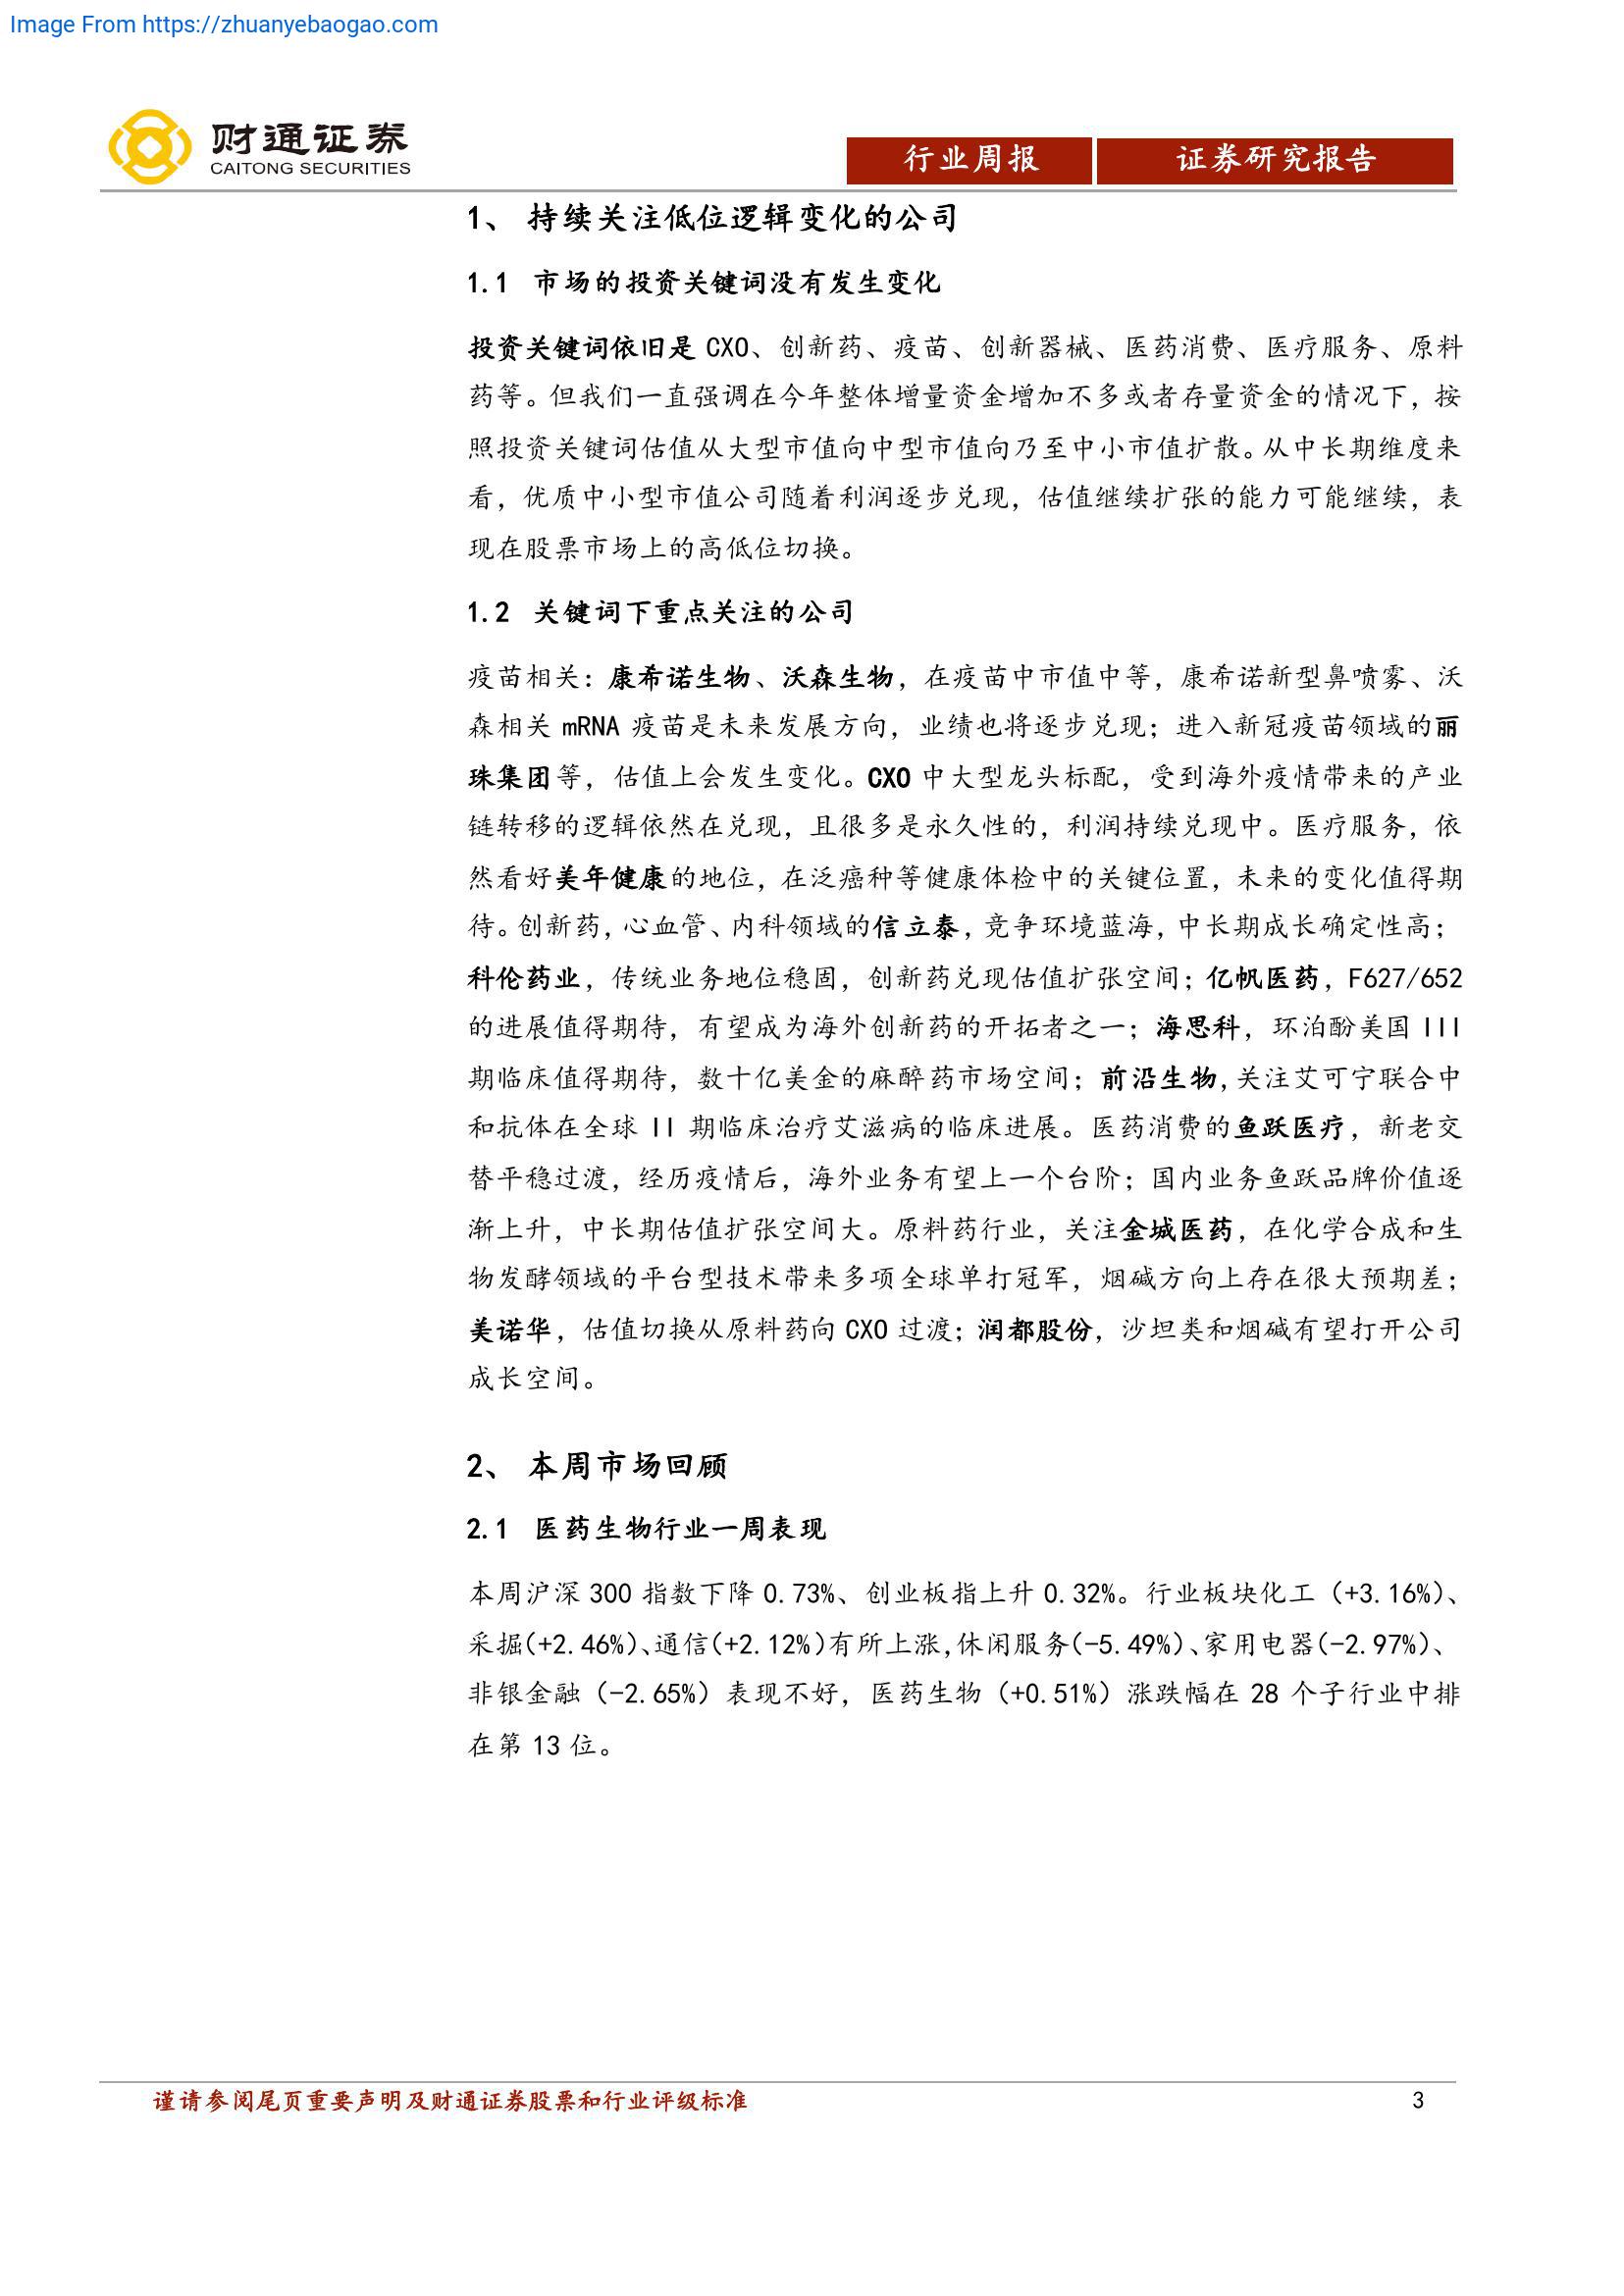 Image From https://zhuanyebaogao.com
财通证券
CAITONG SECURITIES
行业周报
证券研究报告
1、 持续关注低位逻辑变化的公司
1.1 市场的投资关键词没有发生变化
投资关键词依旧是 CXO、创新药、疫苗、创新器械、医药消费、医疗服务、原料
药等。但我们一直强调在今年整体增量资金增加不多或者存量资金的情况下，按
照投资关键词估值从大型市值向中型市值向乃至中小市值扩散。从中长期维度来
看，优质中小型市值公司随着利润逐步兑现，估值继续扩张的能力可能继续，表
现在股票市场上的高低位切换。
1.2 关键词下重点关注的公司
疫苗相关：康希诺生物、沃森生物，在疫苗中市值中等，康希诺新型鼻喷雾、沃
森相关 mRNA 疫苗是未来发展方向，业绩也将逐步兑现；进入新冠疫苗领域的丽
珠集团等，估值上会发生变化。CXO 中大型龙头标配，受到海外疫情带来的产业
链转移的逻辑依然在兑现，且很多是永久性的，利润持续兑现中。医疗服务，依
然看好美年健康的地位，在泛癌种等健康体检中的关键位置，未来的变化值得期
待。创新药，心血管、内科领域的信立泰，竞争环境蓝海，中长期成长确定性高；
科伦药业，传统业务地位稳固，创新药兑现估值扩张空间；亿帆医药，F627/652
的进展值得期待，有望成为海外创新药的开拓者之一；海思科，环泊酚美国 III
期临床值得期待，数十亿美金的麻醉药市场空间；前沿生物，关注艾可宁联合中
和抗体在全球 II 期临床治疗艾滋病的临床进展。医药消费的鱼跃医疗，新老交
替平稳过渡，经历疫情后，海外业务有望上一个台阶；国内业务鱼跃品牌价值逐
渐上升，中长期估值扩张空间大。原料药行业，关注金城医药，在化学合成和生
物发酵领域的平台型技术带来多项全球单打冠军，烟碱方向上存在很大预期差；
美诺华，估值切换从原料药向 CXO 过渡；润都股份，沙坦类和烟碱有望打开公司
成长空间。
2、 本周市场回顾
2.1 医药生物行业一周表现
本周沪深 300 指数下降 0.73%、创业板指上升 0.32%。行业板块化工（+3.16%）、
采掘（+2.46%）、通信（+2.12%）有所上涨，休闲服务（-5.49%）、家用电器（-2.97%）、
非银金融（-2.65%）表现不好，医药生物（+0.51%）涨跌幅在 28 个子行业中排
在第 13 位。
谨请参阅尾页重要声明及财通证券股票和行业评级标准
3